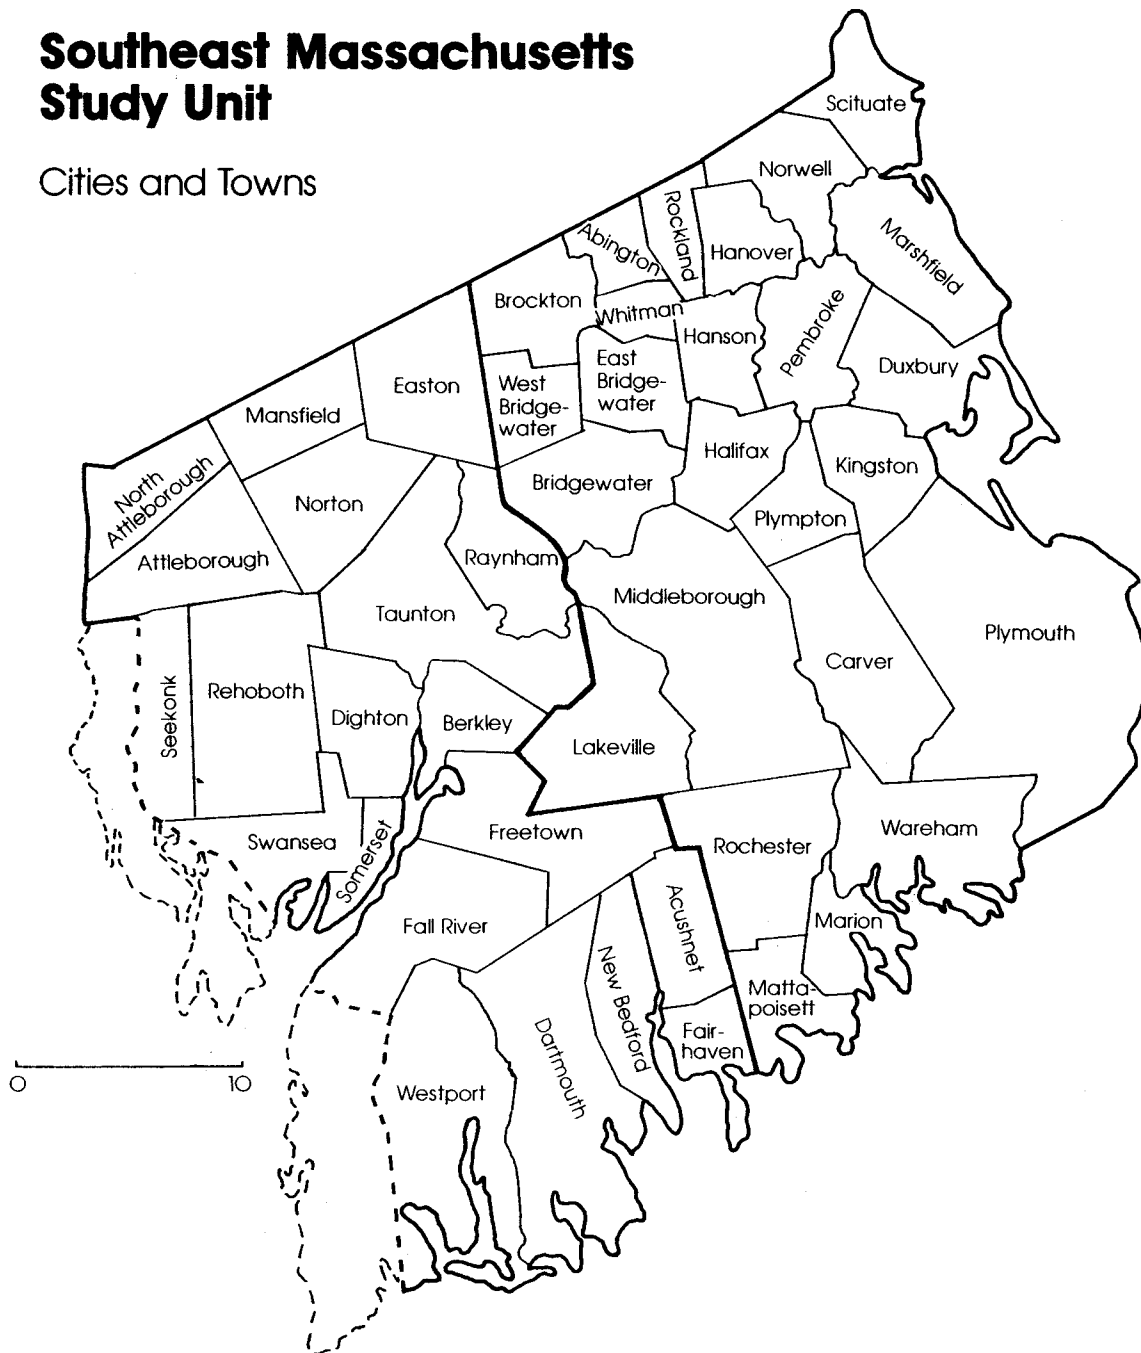 Southeast Massachusetts
Study Unit
Cities and Towns
Scituate
Norwell
Rockland
Abington
Hanover
Marshfield
Brockton
Whitman
Hanson
Pembroke
Duxbury
Easton
West
Bridge-
water
East
Bridge-
water
Mansfield
Halifax
Kingston
North
Attleborough
Norton
Bridgewater
Plympton
Attleborough
Raynham
Middleborough
Taunton
Plymouth
Carver
Seekonk
Rehoboth
Dighton
Berkley
Lakeville
Swansea
Somerset
Freetown
Rochester
Wareham
Fall River
Acushnet
Marion
New Bedford
Matta-
poisett
Fair-
haven
Dartmouth
Westport
0 10